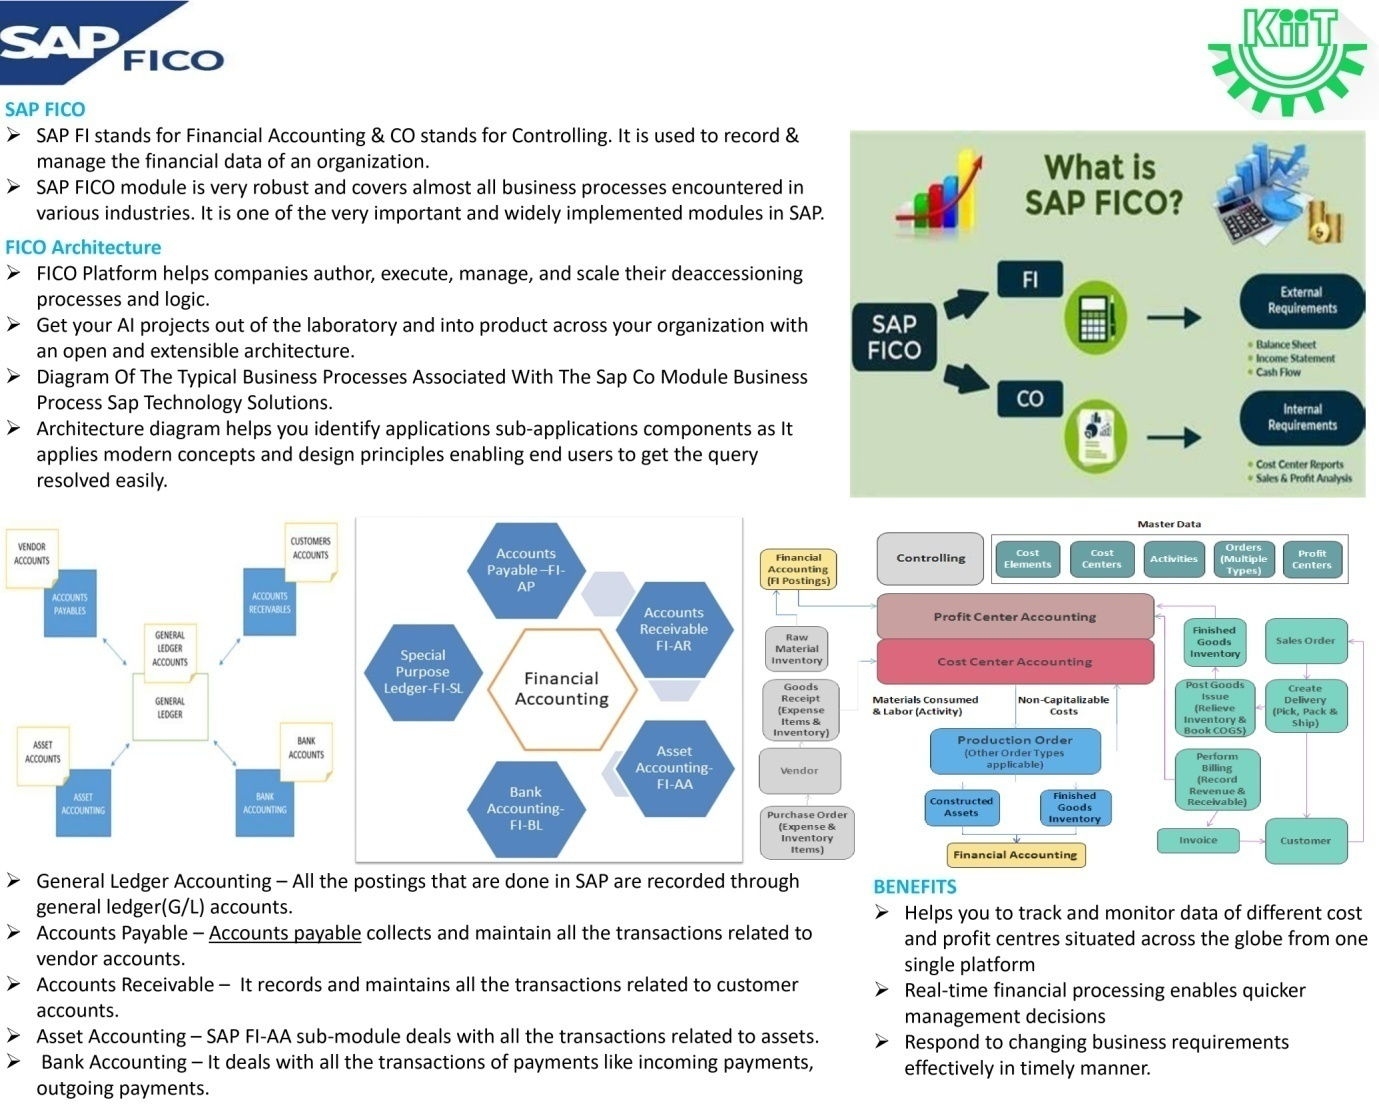 SAP FICO
KiiT
SAP FICO
➢ SAP FI stands for Financial Accounting & CO stands for Controlling. It is used to record &
manage the financial data of an organization.
➢ SAP FICO module is very robust and covers almost all business processes encountered in
various industries. It is one of the very important and widely implemented modules in SAP.
FICO Architecture
➢ FICO Platform helps companies author, execute, manage, and scale their deaccessioning
processes and logic.
➢ Get your AI projects out of the laboratory and into product across your organization with
an open and extensible architecture.
➢ Diagram Of The Typical Business Processes Associated With The Sap Co Module Business
Process Sap Technology Solutions.
➢ Architecture diagram helps you identify applications sub-applications components as It
applies modern concepts and design principles enabling end users to get the query
resolved easily.
What is
SAP FICO?
SAP
FICO
FI
CO
External
Requirements
• Balance Sheet
• Income Statement
• Cash Flow
Internal
Requirements
• Cost Center Reports
• Sales & Profit Analysis
VENDOR
ACCOUNTS
ACCOUNTS
PAYABLES
CUSTOMERS
ACCOUNTS
ACCOUNTS
RECEIVABLES
GENERAL
LEDGER
ACCOUNTS
GENERAL
LEDGER
ASSET
ACCOUNTS
ASSET
ACCOUNTING
BANK
ACCOUNTS
BANK
ACCOUNTING
Accounts
Payable–FI-
AP
Accounts
Receivable
FI-AR
Special
Purpose
Ledger-FI-SL
Financial
Accounting
Asset
Accounting-
FI-AA
Bank
Accounting-
FI-BL
Master Data
Financial
Accounting
(FI Postings)
Controlling
Cost
Elements
Cost
Centers
Activities
Orders
(Multiple
Types)
Profit
Centers
Profit Center Accounting
Cost Center Accounting
Raw
Material
Inventory
Goods
Receipt
(Expense
Items &
Inventory)
Vendor
Purchase Order
(Expense &
Inventory
Items)
Materials Consumed
& Labor (Activity)
Non-Capitalizable
Costs
Production Order
(Other Order Types
applicable)
Constructed
Assets
Finished
Goods
Inventory
Financial Accounting
Finished
Goods
Inventory
Sales Order
Post Goods
Issue
(Relieve
Inventory &
Book COGS)
Create
Delivery
(Pick, Pack &
Ship)
Perform
Billing
(Record
Revenue &
Receivable)
Invoice
Customer
➢ General Ledger Accounting – All the postings that are done in SAP are recorded through
general ledger(G/L) accounts.
➢ Accounts Payable – Accounts payable collects and maintain all the transactions related to
vendor accounts.
➢ Accounts Receivable – It records and maintains all the transactions related to customer
accounts.
➢ Asset Accounting – SAP FI-AA sub-module deals with all the transactions related to assets.
➢ Bank Accounting – It deals with all the transactions of payments like incoming payments,
outgoing payments.
BENEFITS
➢ Helps you to track and monitor data of different cost
and profit centres situated across the globe from one
single platform
➢ Real-time financial processing enables quicker
management decisions
➢ Respond to changing business requirements
effectively in timely manner.